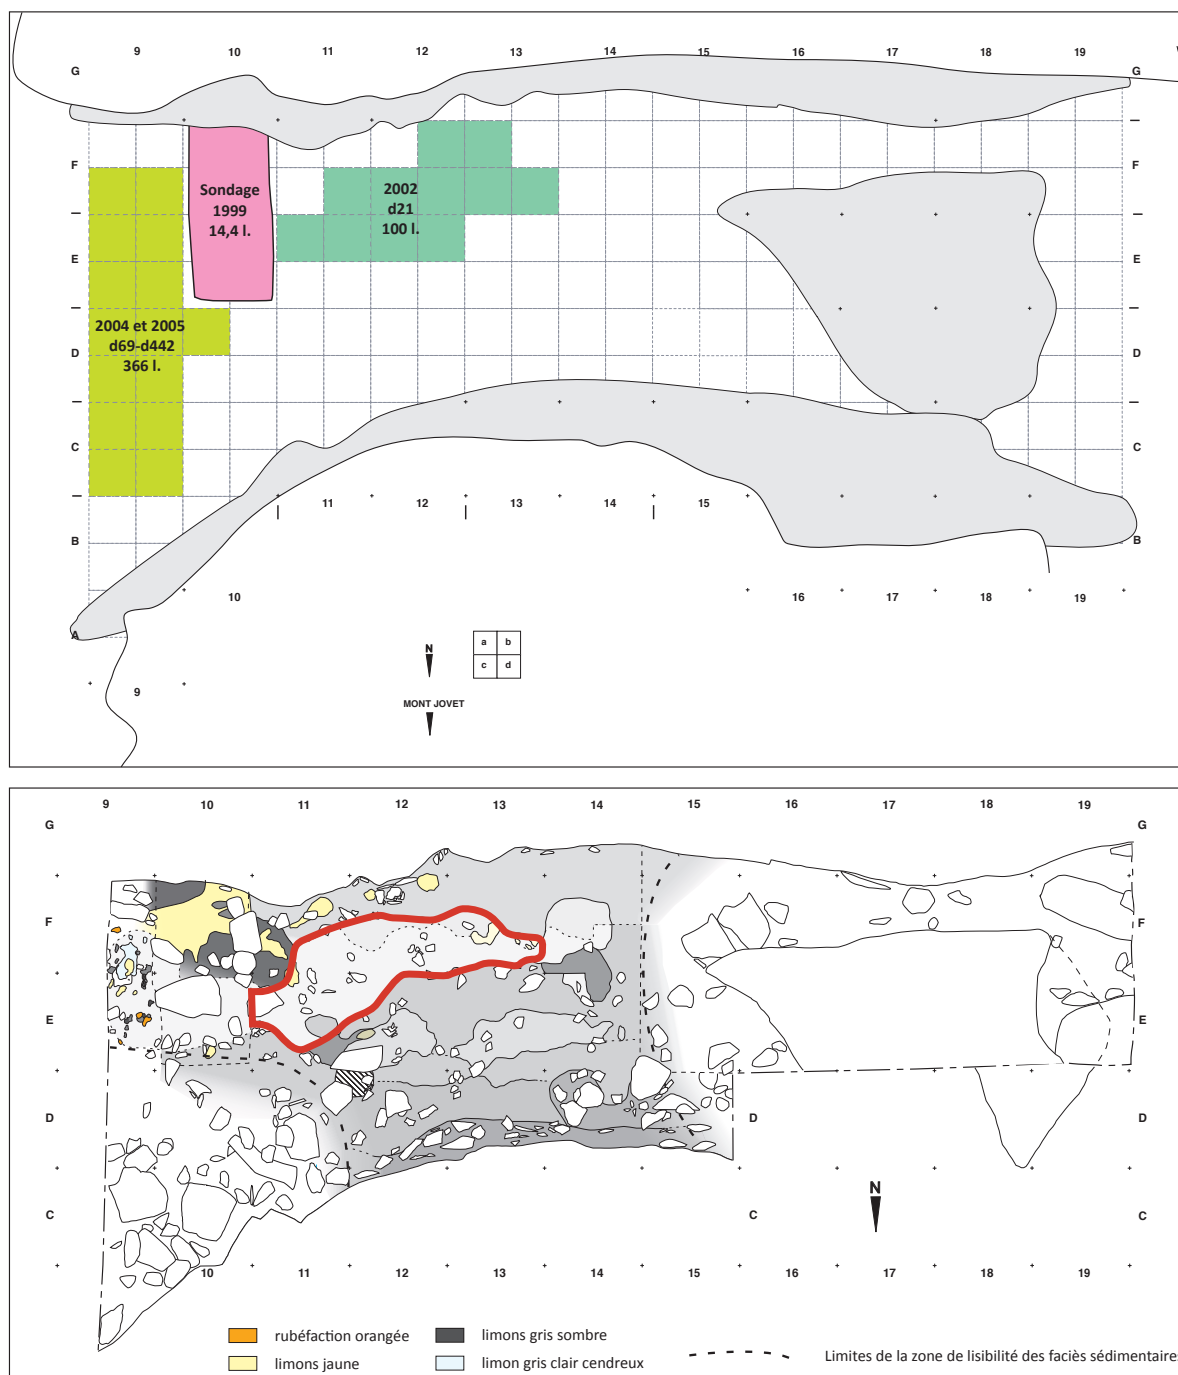 9 10 11 12 13 14 15 16 17 18 19
G G
F F
Sondage
1999
14,4 l.
2002
d21
100 l.
E E
2004 et 2005
d69-d442
366 l.
D D
C C
11 12 13 14 15
B B
10 16 17 18 19
A
a b
c d
N
9
MONT JOVET
9 10 11 12 13 14 15 16 17 18 19
G G
F F
E E
D D D
N
C C C
10 11 12 13 14 15 16 17 18 19
rubéfaction orangée
limons gris sombre
limons jaune
limon gris clair cendreux
Limites de la zone de lisibilité des faciès sédimentaires